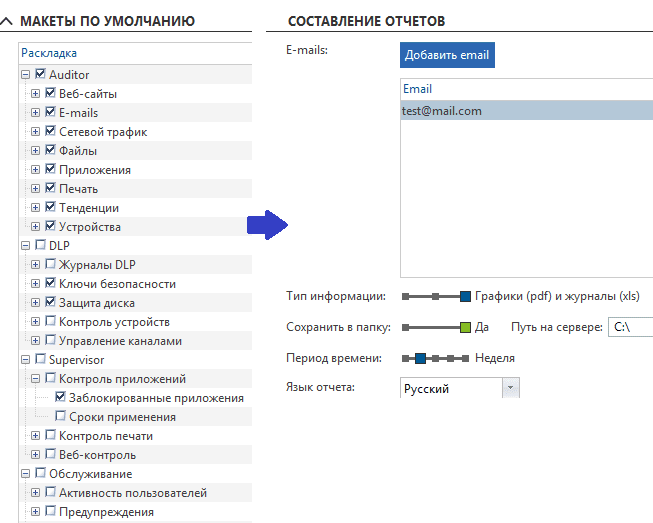 МАКЕТЫ ПО УМОЛЧАНИЮ
Раскладка
Auditor
Веб-сайты
E-mails
Сетевой трафик
Файлы
Приложения
Печать
Тенденции
Устройства
DLP
Журналы DLP
Ключи безопасности
Защита диска
Контроль устройств
Управление каналами
Supervisor
Контроль приложений
Заблокированные приложения
Сроки применения
Контроль печати
Веб-контроль
Обслуживание
Активность пользователей
Предупреждения
СОСТАВЛЕНИЕ ОТЧЕТОВ
E-mails: Добавить email
Email
test@mail.com
Тип информации: Графики (pdf) и журналы (xls)
Сохранить в папку: Да Путь на сервере: C:\
Период времени: Неделя
Язык отчета: Русский